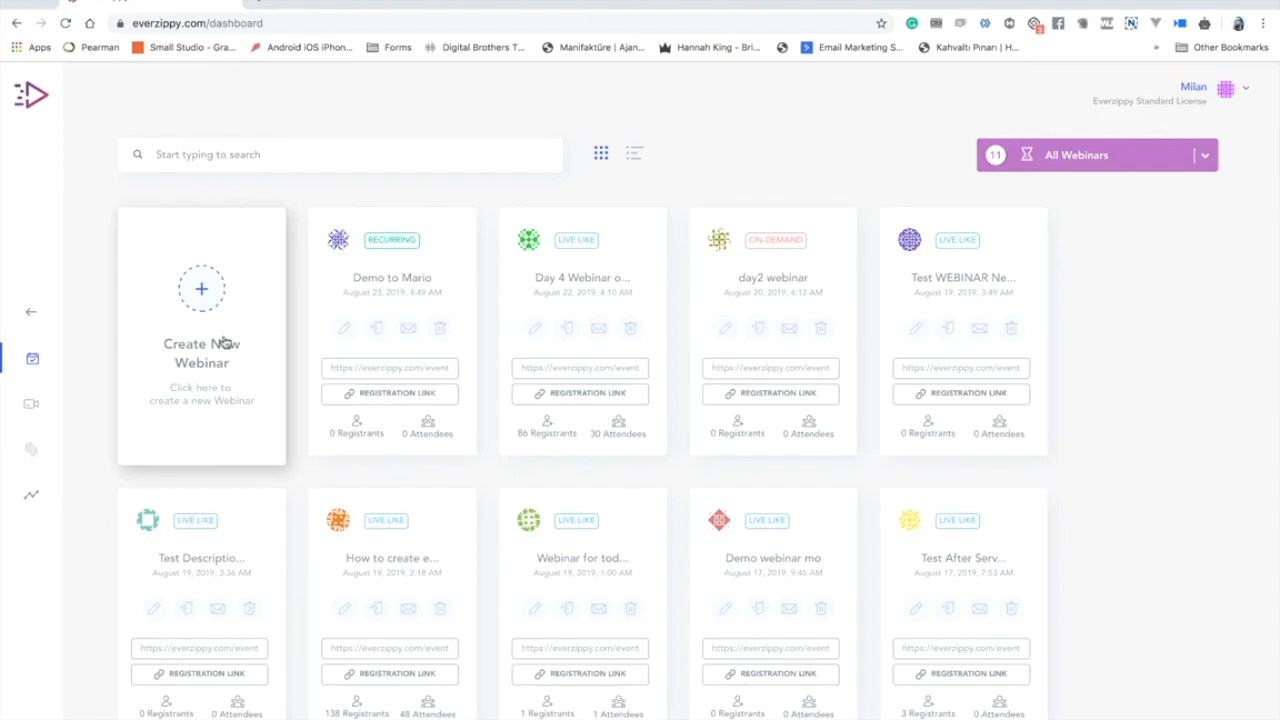 everzippy.com/dashboard
3
Apps
Pearman
Small Studio - Gra...
Android iOS iPhon...
Forms
Digital Brothers T...
Manifaktüre | Ajan...
Hannah King - Bri...
Email Marketing S...
Kahvaltı Pınarı | H...
»
Other Bookmarks
Milan
Everzippy Standard License
Start typing to search
11
All Webinars
Create New
Webinar
Click here to
create a new Webinar
RECURRING
Demo to Mario
August 23, 2019, 4:49 AM
https://everzippy.com/event
REGISTRATION LINK
0 Registrants
0 Attendees
LIVE LIKE
Day 4 Webinar o...
August 22, 2019, 4:10 AM
https://everzippy.com/event
REGISTRATION LINK
86 Registrants
30 Attendees
ON-DEMAND
day2 webinar
August 20, 2019, 4:12 AM
https://everzippy.com/event
REGISTRATION LINK
0 Registrants
0 Attendees
LIVE LIKE
Test WEBINAR Ne...
August 19, 2019, 3:49 AM
https://everzippy.com/event
REGISTRATION LINK
0 Registrants
0 Attendees
LIVE LIKE
Test Descriptio...
August 19, 2019, 3:36 AM
https://everzippy.com/event
REGISTRATION LINK
0 Registrants
0 Attendees
LIVE LIKE
How to create e...
August 19, 2019, 2:18 AM
https://everzippy.com/event
REGISTRATION LINK
138 Registrants
48 Attendees
LIVE LIKE
Webinar for tod...
August 19, 2019, 1:00 AM
https://everzippy.com/event
REGISTRATION LINK
1 Registrants
1 Attendees
LIVE LIKE
Demo webinar mo
August 17, 2019, 9:45 AM
https://everzippy.com/event
REGISTRATION LINK
0 Registrants
0 Attendees
LIVE LIKE
Test After Serv...
August 17, 2019, 7:53 AM
https://everzippy.com/event
REGISTRATION LINK
3 Registrants
0 Attendees